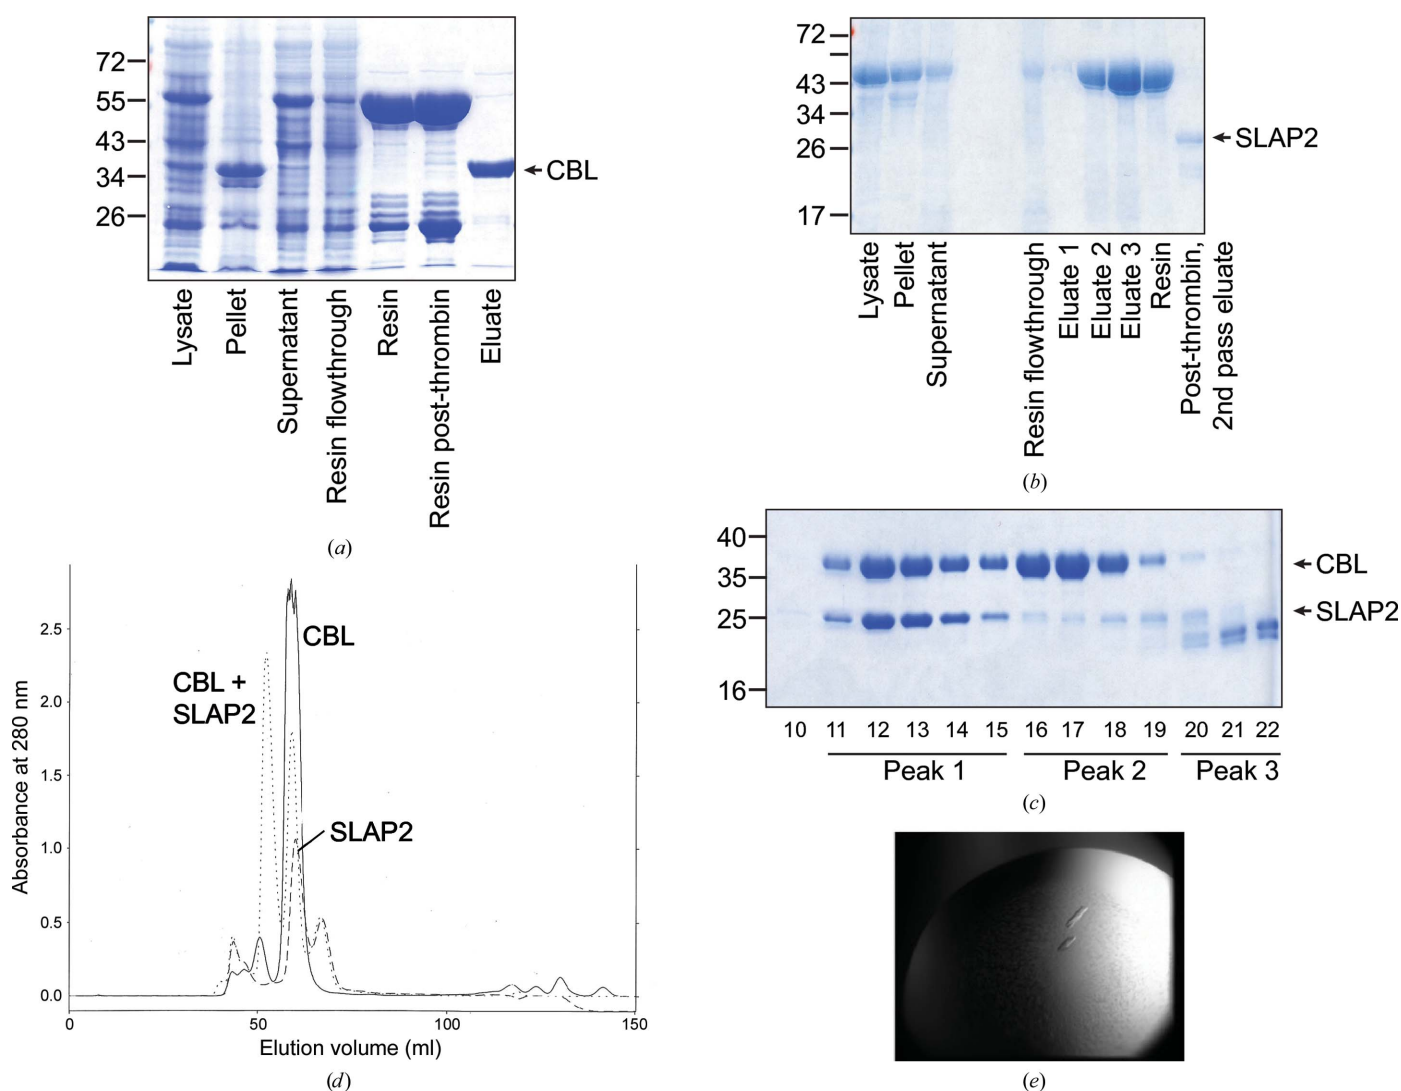 72
55
43
34
26
CBL
Lysate
Pellet
Supernatant
Resin flowthrough
Resin
Resin post-thrombin
Eluate
(a)
72
43
34
26
17
SLAP2
Lysate
Pellet
Supernatant
Resin flowthrough
Eluate 1
Eluate 2
Eluate 3
Resin
Post-thrombin,
2nd pass eluate
(b)
40
35
25
16
CBL
SLAP2
10 11 12 13 14 15 16 17 18 19 20 21 22
Peak 1 Peak 2 Peak 3
(c)
Absorbance at 280 nm
2.5
2.0
1.5
1.0
0.5
0.0
CBL
CBL +
SLAP2
SLAP2
0 50 100 150
Elution volume (ml)
(d)
(e)